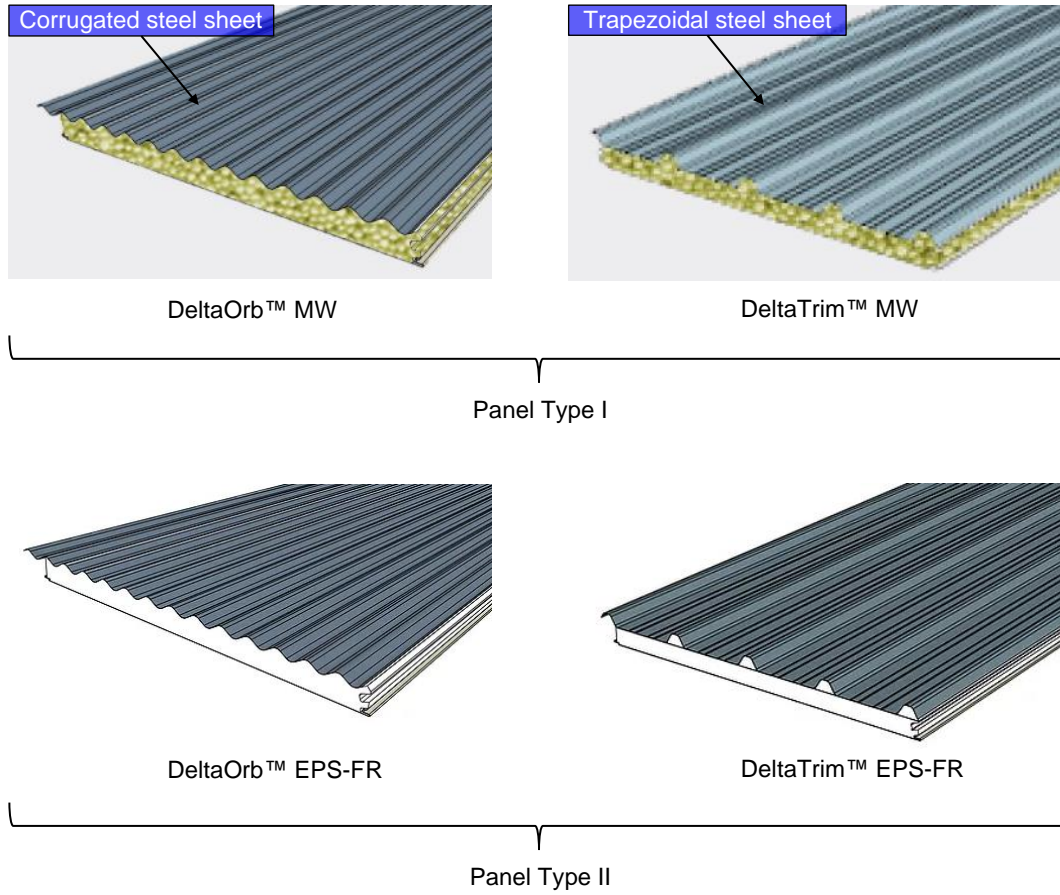 Corrugated steel sheet
Trapezoidal steel sheet
DeltaOrb™ MW
DeltaTrim™ MW
Panel Type I
DeltaOrb™ EPS-FR
DeltaTrim™ EPS-FR
Panel Type II